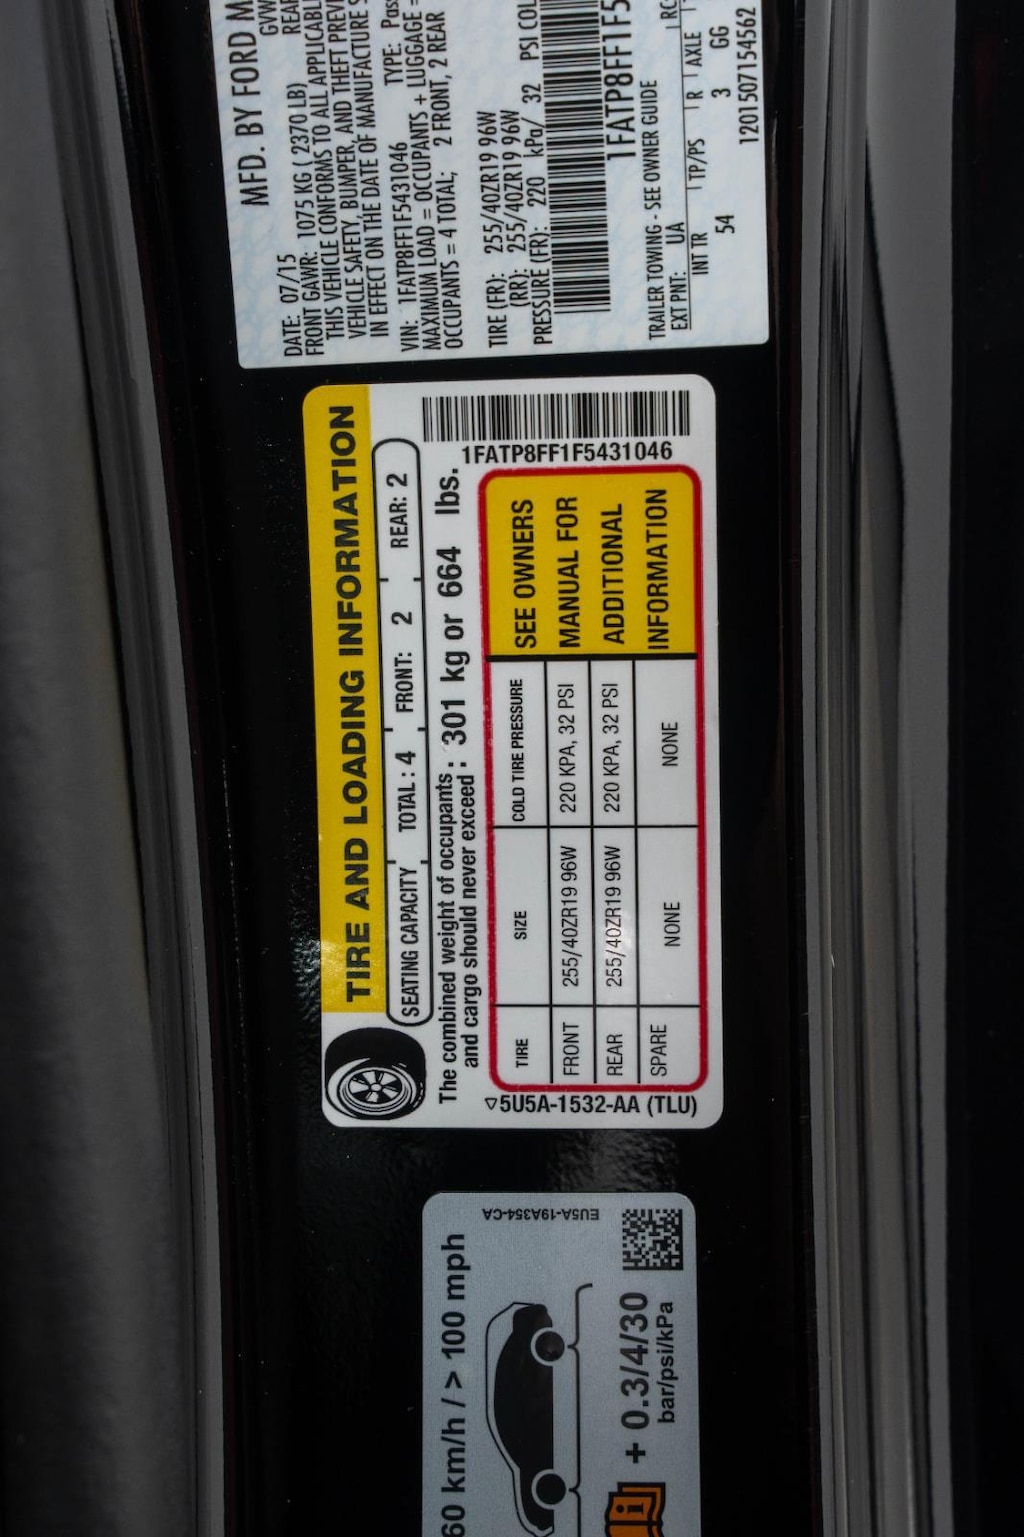 MFD. BY FORD M
DATE: 07/15 GVW
FRONT GAWR: 1075 KG ( 2370 LB) REAR
THIS VEHICLE CONFORMS TO ALL APPLICABL
VEHICLE SAFETY, BUMPER, AND THEFT PREV
IN EFFECT ON THE DATE OF MANUFACTURE S
VIN: 1FATP8FF1F5431046 TYPE: Pas
MAXIMUM LOAD = OCCUPANTS + LUGGAGE =
OCCUPANTS = 4 TOTAL; 2 FRONT, 2 REAR
TIRE (FR): 255/40ZR19 96W
(RR): 255/40ZR19 96W
PRESSURE (FR): 220 kPa/ 32 PSI COL
1FATP8FF1F5
TRAILER TOWING - SEE OWNER GUIDE
EXT PNT: UA RC
INT TR TP/PS R AXLE
54 3 GG
1201507154562
TIRE AND LOADING INFORMATION
SEATING CAPACITY TOTAL : 4 FRONT: 2 REAR: 2
The combined weight of occupants
and cargo should never exceed : 301 kg or 664 lbs.
1FATP8FF1F5431046
TIRE SIZE COLD TIRE PRESSURE
FRONT 255/40ZR19 96W 220 KPA, 32 PSI
REAR 255/40ZR19 96W 220 KPA, 32 PSI
SPARE NONE NONE
SEE OWNERS
MANUAL FOR
ADDITIONAL
INFORMATION
5U5A-1532-AA (TLU)
60 km/h / > 100 mph
EU5A-19A354-CA
+ 0.3/4/30
bar/psi/kPa
i